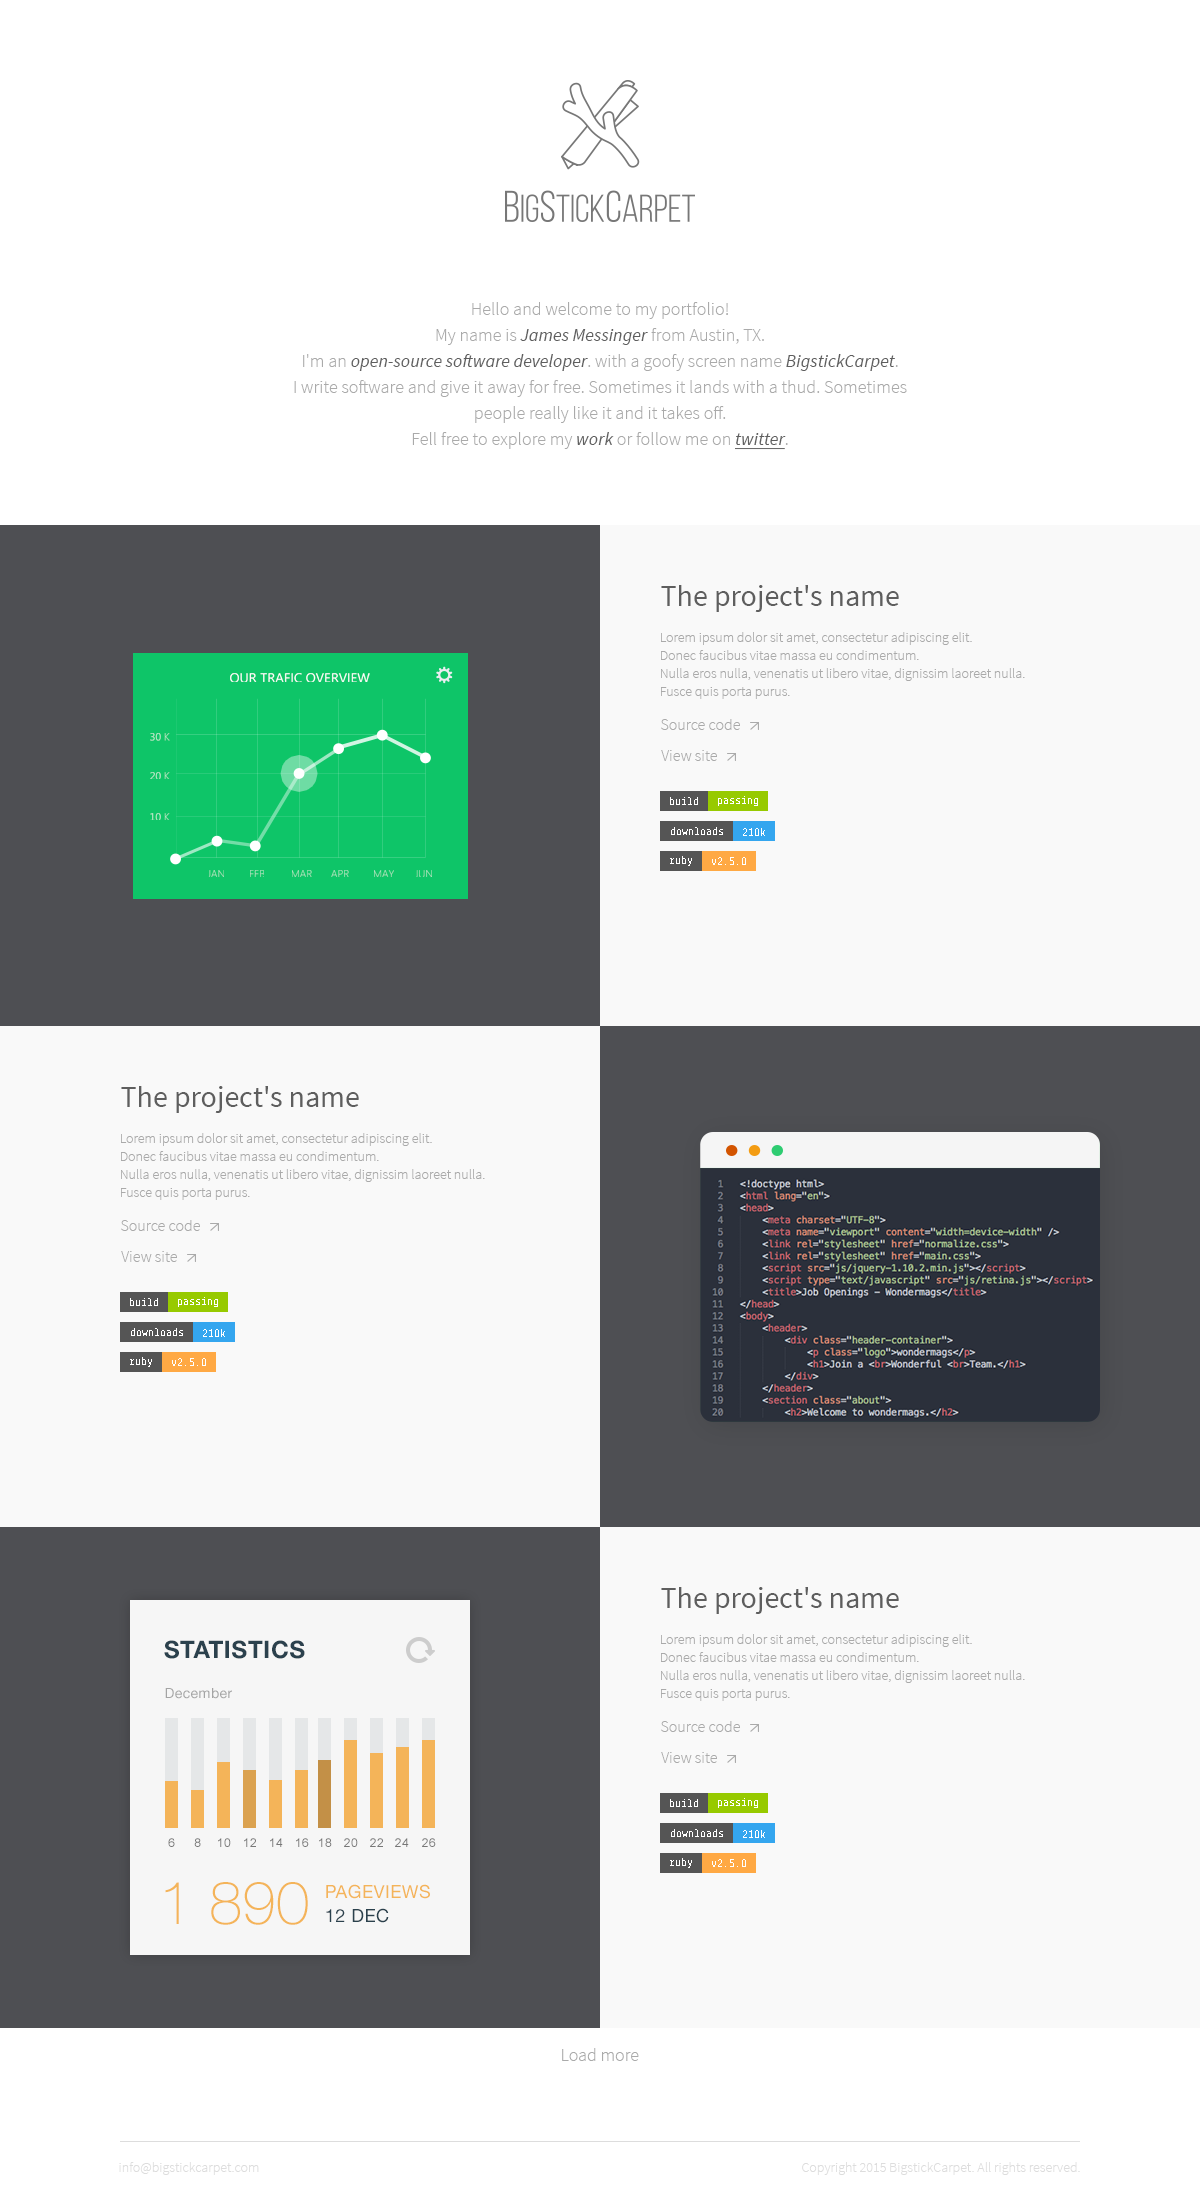 BIGSTICKCARPET
Hello and welcome to my portfolio!
My name is James Messinger from Austin, TX.
I'm an open-source software developer. with a goofy screen name BigstickCarpet.
I write software and give it away for free. Sometimes it lands with a thud. Sometimes
people really like it and it takes off.
Fell free to explore my work or follow me on twitter.
OUR TRAFIC OVERVIEW
30 K
20 K
10 K
JAN FEB MAR APR MAY JUN
The project's name
Lorem ipsum dolor sit amet, consectetur adipiscing elit.
Donec faucibus vitae massa eu condimentum.
Nulla eros nulla, venenatis ut libero vitae, dignissim laoreet nulla.
Fusce quis porta purus.
Source code
View site
build passing
downloads 210k
ruby v2.5.0
The project's name
Lorem ipsum dolor sit amet, consectetur adipiscing elit.
Donec faucibus vitae massa eu condimentum.
Nulla eros nulla, venenatis ut libero vitae, dignissim laoreet nulla.
Fusce quis porta purus.
Source code
View site
build passing
downloads 210k
ruby v2.5.0
1 <!doctype html>
2 <html lang="en">
3 <head>
4 <meta charset="UTF-8">
5 <meta name="viewport" content="width=device-width" />
6 <link rel="stylesheet" href="normalize.css">
7 <link rel="stylesheet" href="main.css">
8 <script src="js/jquery-1.10.2.min.js"></script>
9 <script type="text/javascript" src="js/retina.js"></script>
10 <title>Job Openings - Wondermags</title>
11 </head>
12 <body>
13 <header>
14 <div class="header-container">
15 <p class="logo">wondermags</p>
16 <h1>Join a <br>Wonderful <br>Team.</h1>
17 </div>
18 </header>
19 <section class="about">
20 <h2>Welcome to wondermags.</h2>
STATISTICS
December
6 8 10 12 14 16 18 20 22 24 26
1 890 PAGEVIEWS
12 DEC
The project's name
Lorem ipsum dolor sit amet, consectetur adipiscing elit.
Donec faucibus vitae massa eu condimentum.
Nulla eros nulla, venenatis ut libero vitae, dignissim laoreet nulla.
Fusce quis porta purus.
Source code
View site
build passing
downloads 210k
ruby v2.5.0
Load more
info@bigstickcarpet.com
Copyright 2015 BigstickCarpet. All rights reserved.